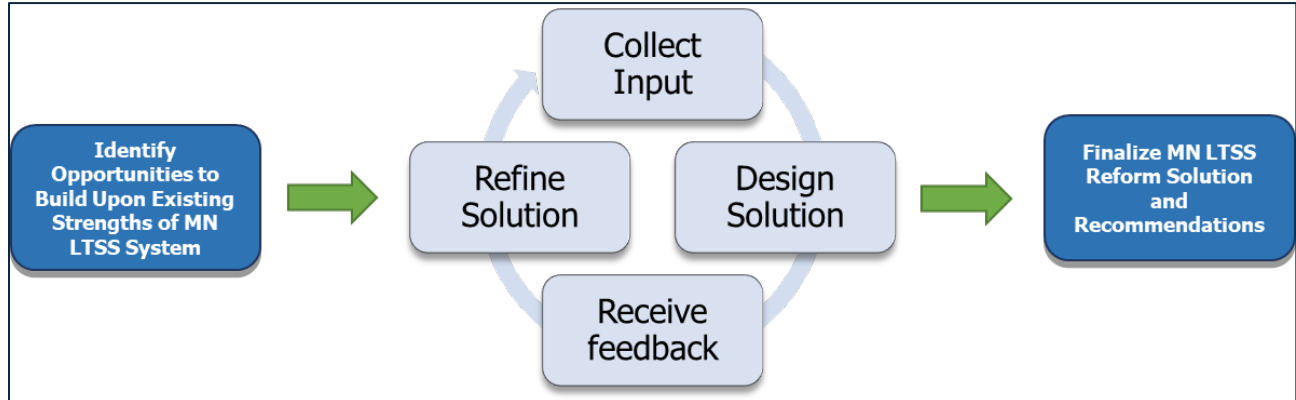 Identify
Opportunities to
Build Upon Existing
Strengths of MN
LTSS System
Collect
Input
Design
Solution
Receive
feedback
Refine
Solution
Finalize MN LTSS
Reform Solution
and
Recommendations